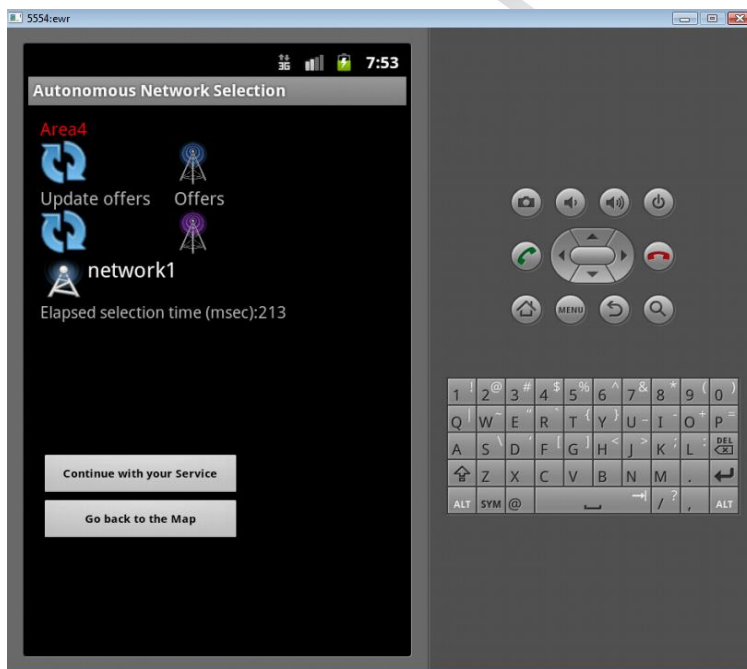 5554:ewr
3G 7:53
Autonomous Network Selection
Area4
Update offers Offers
network1
Elapsed selection time (msec):213
Continue with your Service
Go back to the Map
MENU
1 ! 2 @ 3 # 4 $ 5 % 6 ^ 7 & 8 * 9 ( 0 )
Q | W ~ E " R ` T { Y } U - I - O + P =
A S \ D ' F [ G ] H < J > K ; L : DEL
Z X C V B N M .
ALT SYM @ / ? , ALT